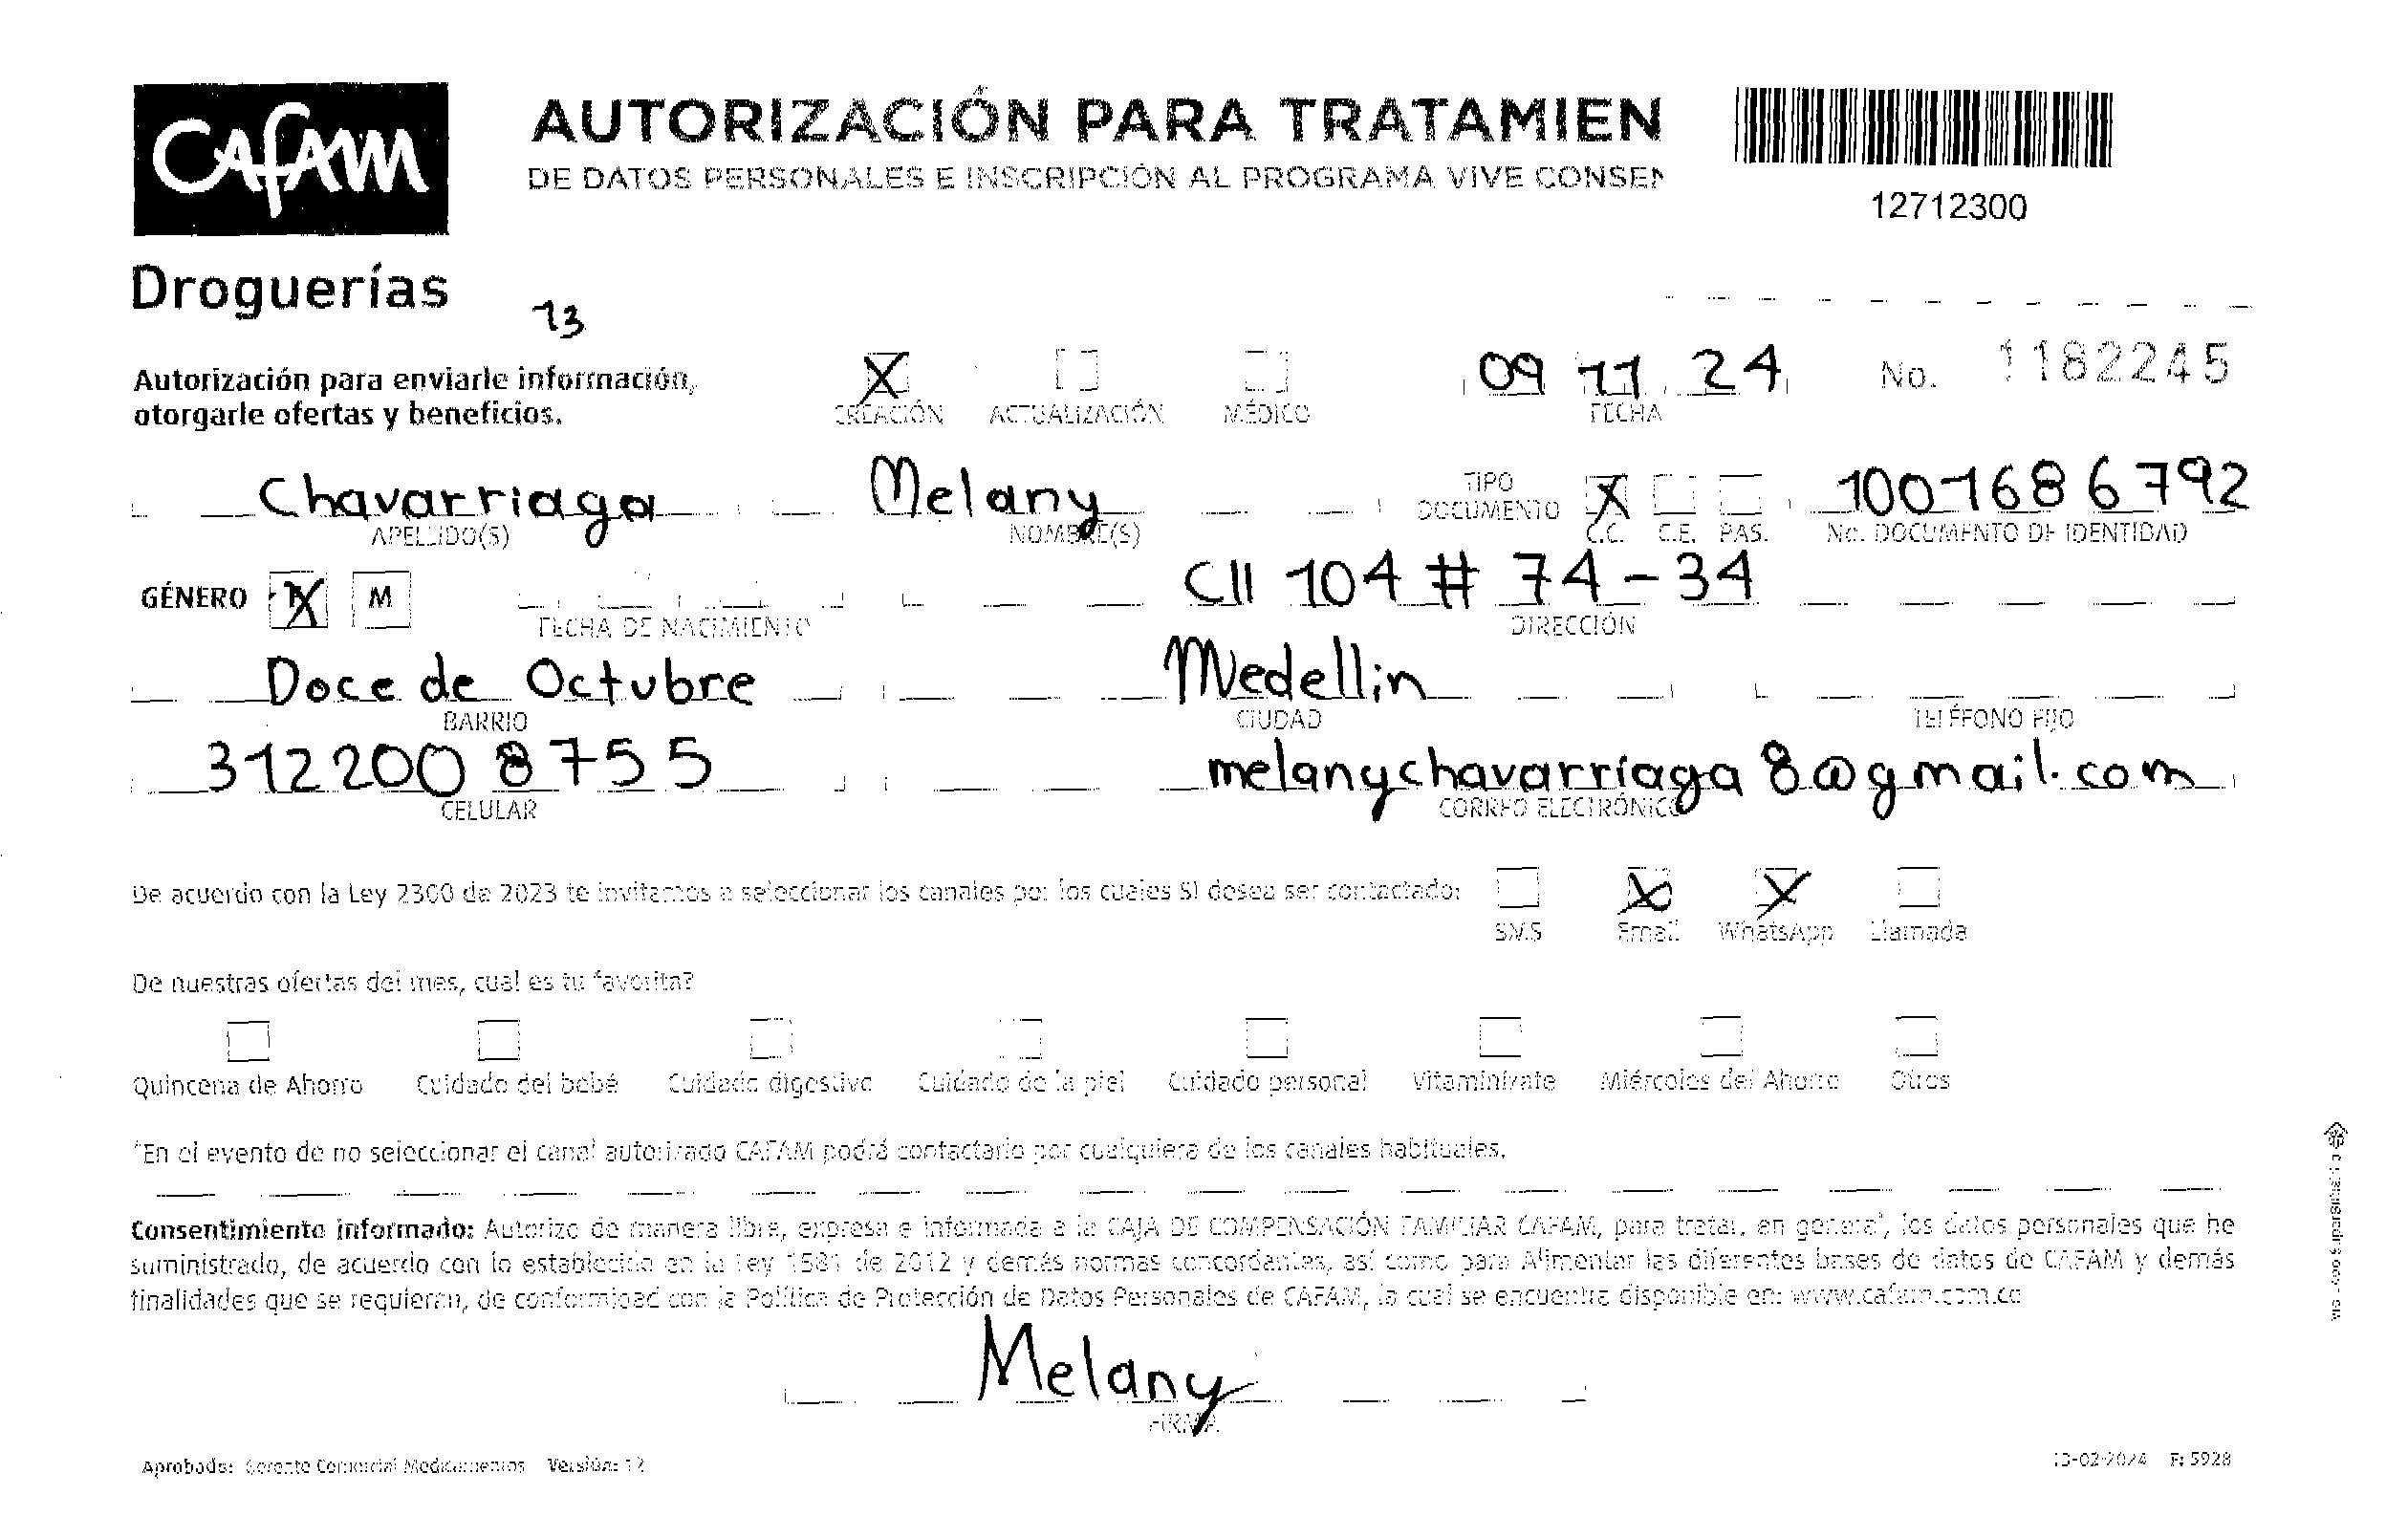 CAFAM
AUTORIZACIÓN PARA TRATAMIEN
DE DATOS PERSONALES E INSCRIPCIÓN AL PROGRAMA VIVE CONSEN
12712300
Droguerías
13
Autorización para enviarle información,
otorgarle ofertas y beneficios.
X CREACIÓN ACTUALIZACIÓN MÉDICO
09 11 24
FECHA
No. 1182245
Chavarriaga
APELLIDO(S)
Melany
NOMBRE(S)
TIPO
DOCUMENTO
X C.C. C.E. PAS.
1001686792
No. DOCUMENTO DE IDENTIDAD
GÉNERO X M
FECHA DE NACIMIENTO
Cll 104 # 74-34
DIRECCIÓN
Doce de Octubre
BARRIO
Medellin
CIUDAD
TELÉFONO FIJO
312200 8755
CELULAR
melanychavarriaga8@gmail.com
CORREO ELECTRÓNICO
De acuerdo con la Ley 2300 de 2023 te invitamos a seleccionar los canales por los cuales SI desea ser contactado:
SMS X Email X WhatsApp Llamada
De nuestras ofertas del mes, cual es tu favorita?
Quincena de Ahorro Cuidado del bebé Cuidado digestivo Cuidado de la piel Cuidado personal Vitaminízate Miércoles del Ahorro Otros
*En el evento de no seleccionar el canal autorizado CAFAM podrá contactarlo por cualquiera de los canales habituales.
Consentimiento informado: Autorizo de manera libre, expresa e informada a la CAJA DE COMPENSACIÓN FAMILIAR CAFAM, para tratar, en general, los datos personales que he
suministrado, de acuerdo con lo establecido en la Ley 1581 de 2012 y demás normas concordantes, así como para Alimentar las diferentes bases de datos de CAFAM y demás
finalidades que se requieran, de conformidad con la Política de Protección de Datos Personales de CAFAM, la cual se encuentra disponible en: www.cafam.com.co
Melany
FIRMA
Aprobado: Gerente Comercial Medicamentos Versión: 12
13-02-2024 F: 5928